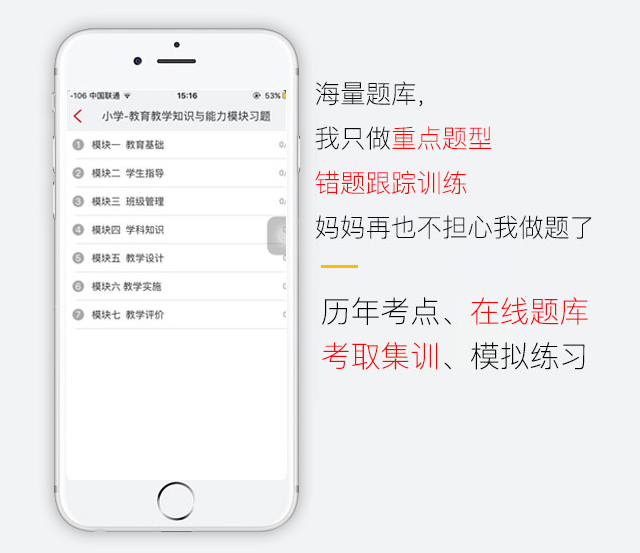 -106 中国联通 15:16 53%
小学-教育教学知识与能力模块习题
1 模块一 教育基础 0/
2 模块二 学生指导 0/
3 模块三 班级管理 0/
4 模块四 学科知识
5 模块五 教学设计
6 模块六 教学实施
7 模块七 教学评价
海量题库,
我只做重点题型
错题跟踪训练
妈妈再也不担心我做题了
历年考点、在线题库
考取集训、模拟练习